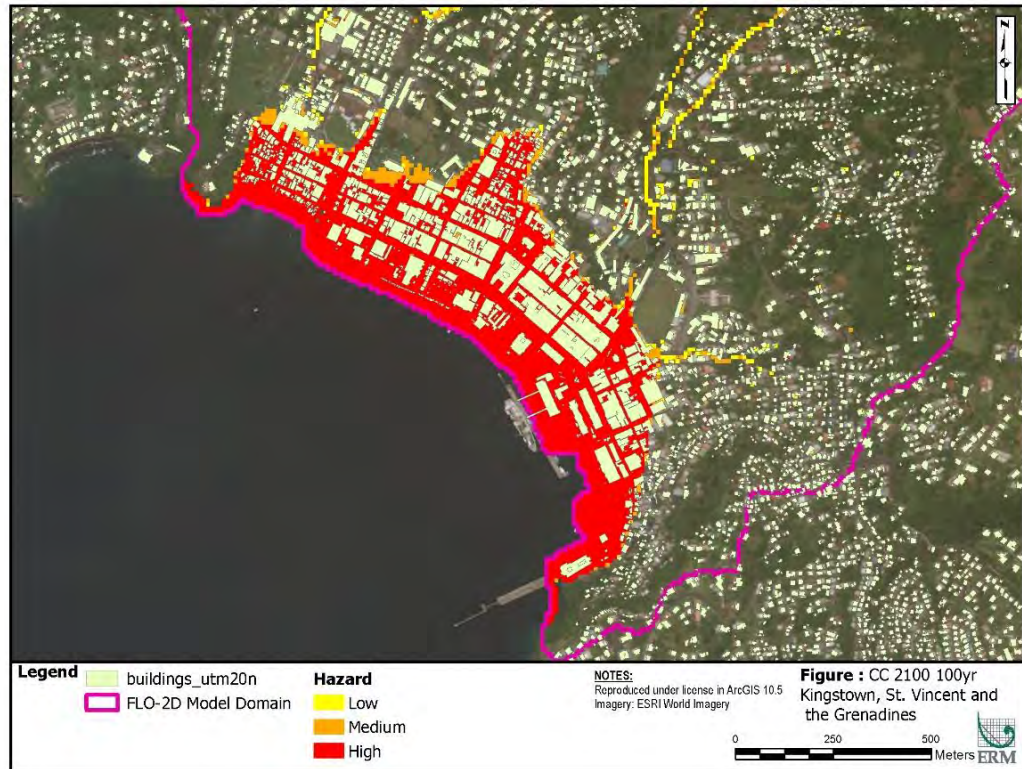 N
Legend
buildings_utm20n
FLO-2D Model Domain
Hazard
Low
Medium
High
NOTES:
Reproduced under license in ArcGIS 10.5
Imagery: ESRI World Imagery
Figure : CC 2100 100yr
Kingstown, St. Vincent and
the Grenadines
0 250 500
Meters
ERM